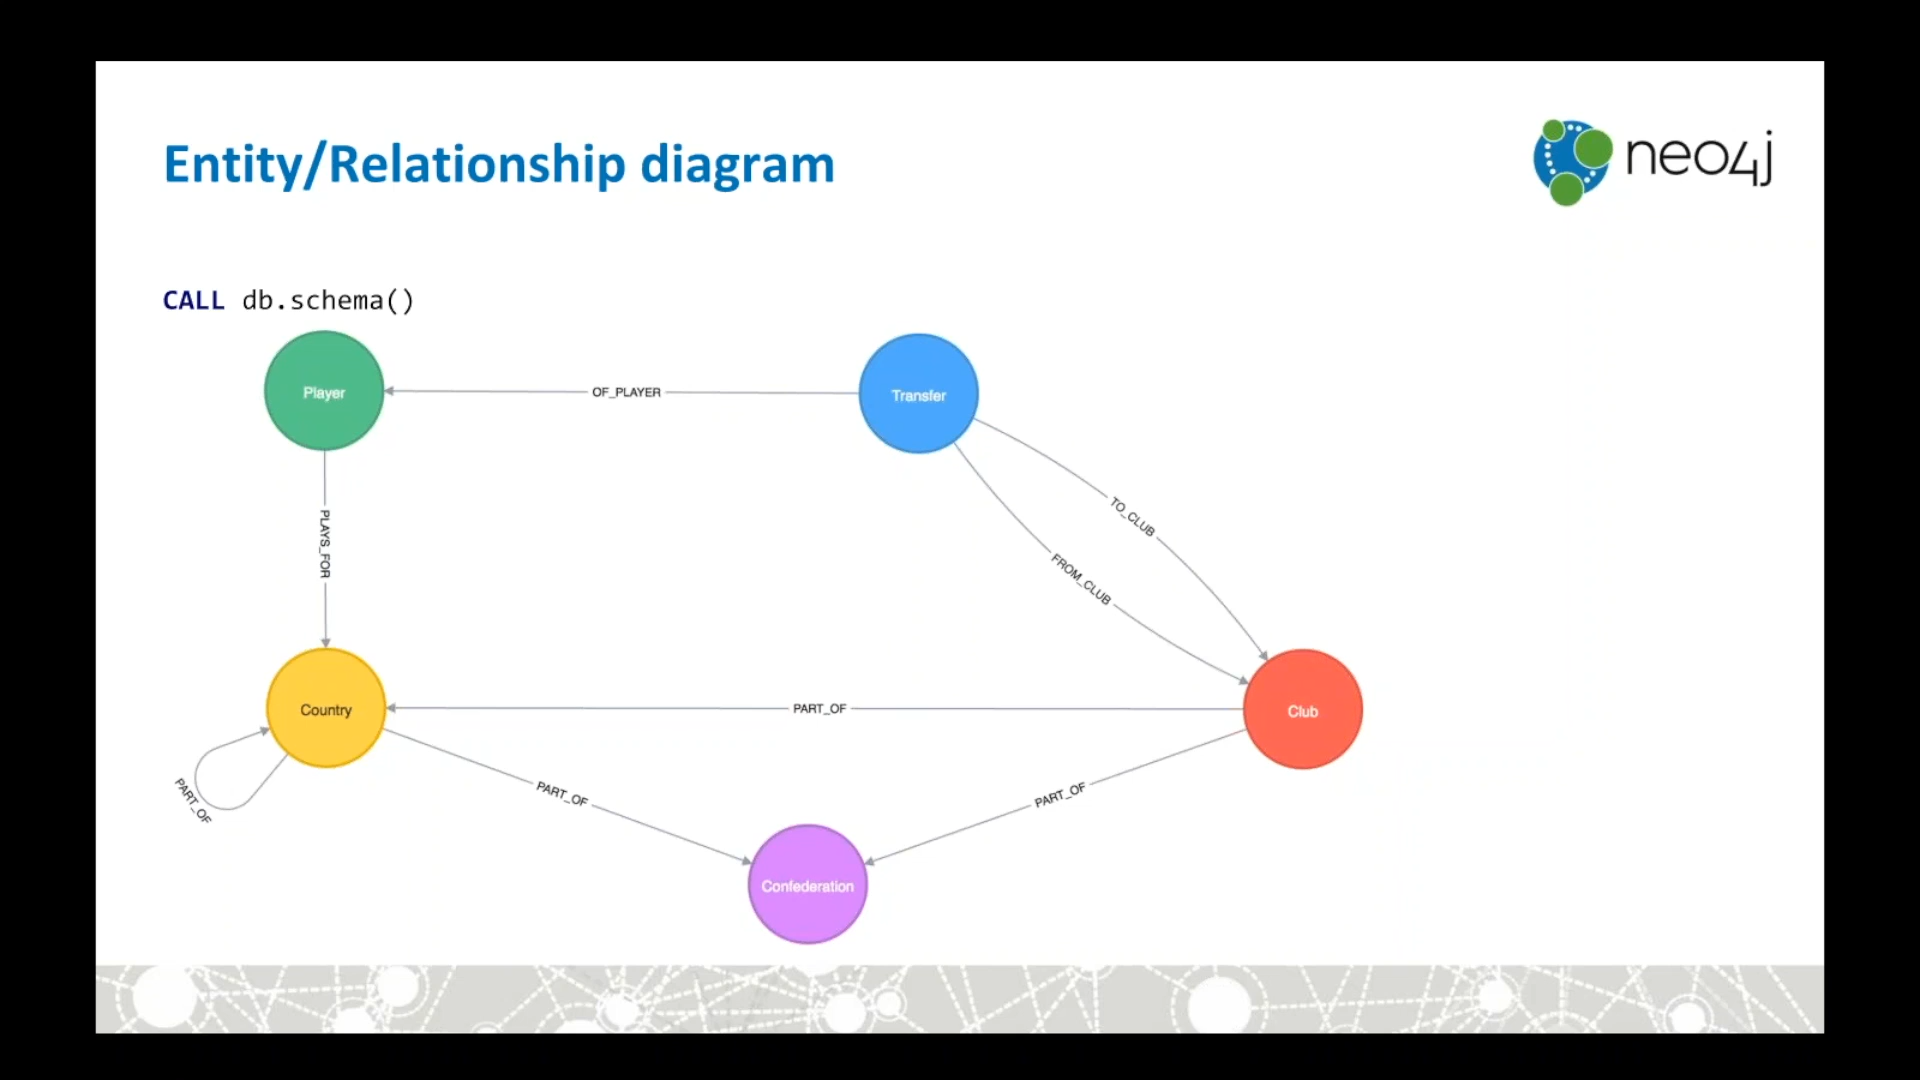 Entity/Relationship diagram
neo4j
CALL db.schema()
Player
OF_PLAYER
Transfer
PLAYS_FOR
TO_CLUB
FROM_CLUB
Country
PART_OF
Club
PART_OF
PART_OF
PART_OF
Confederation